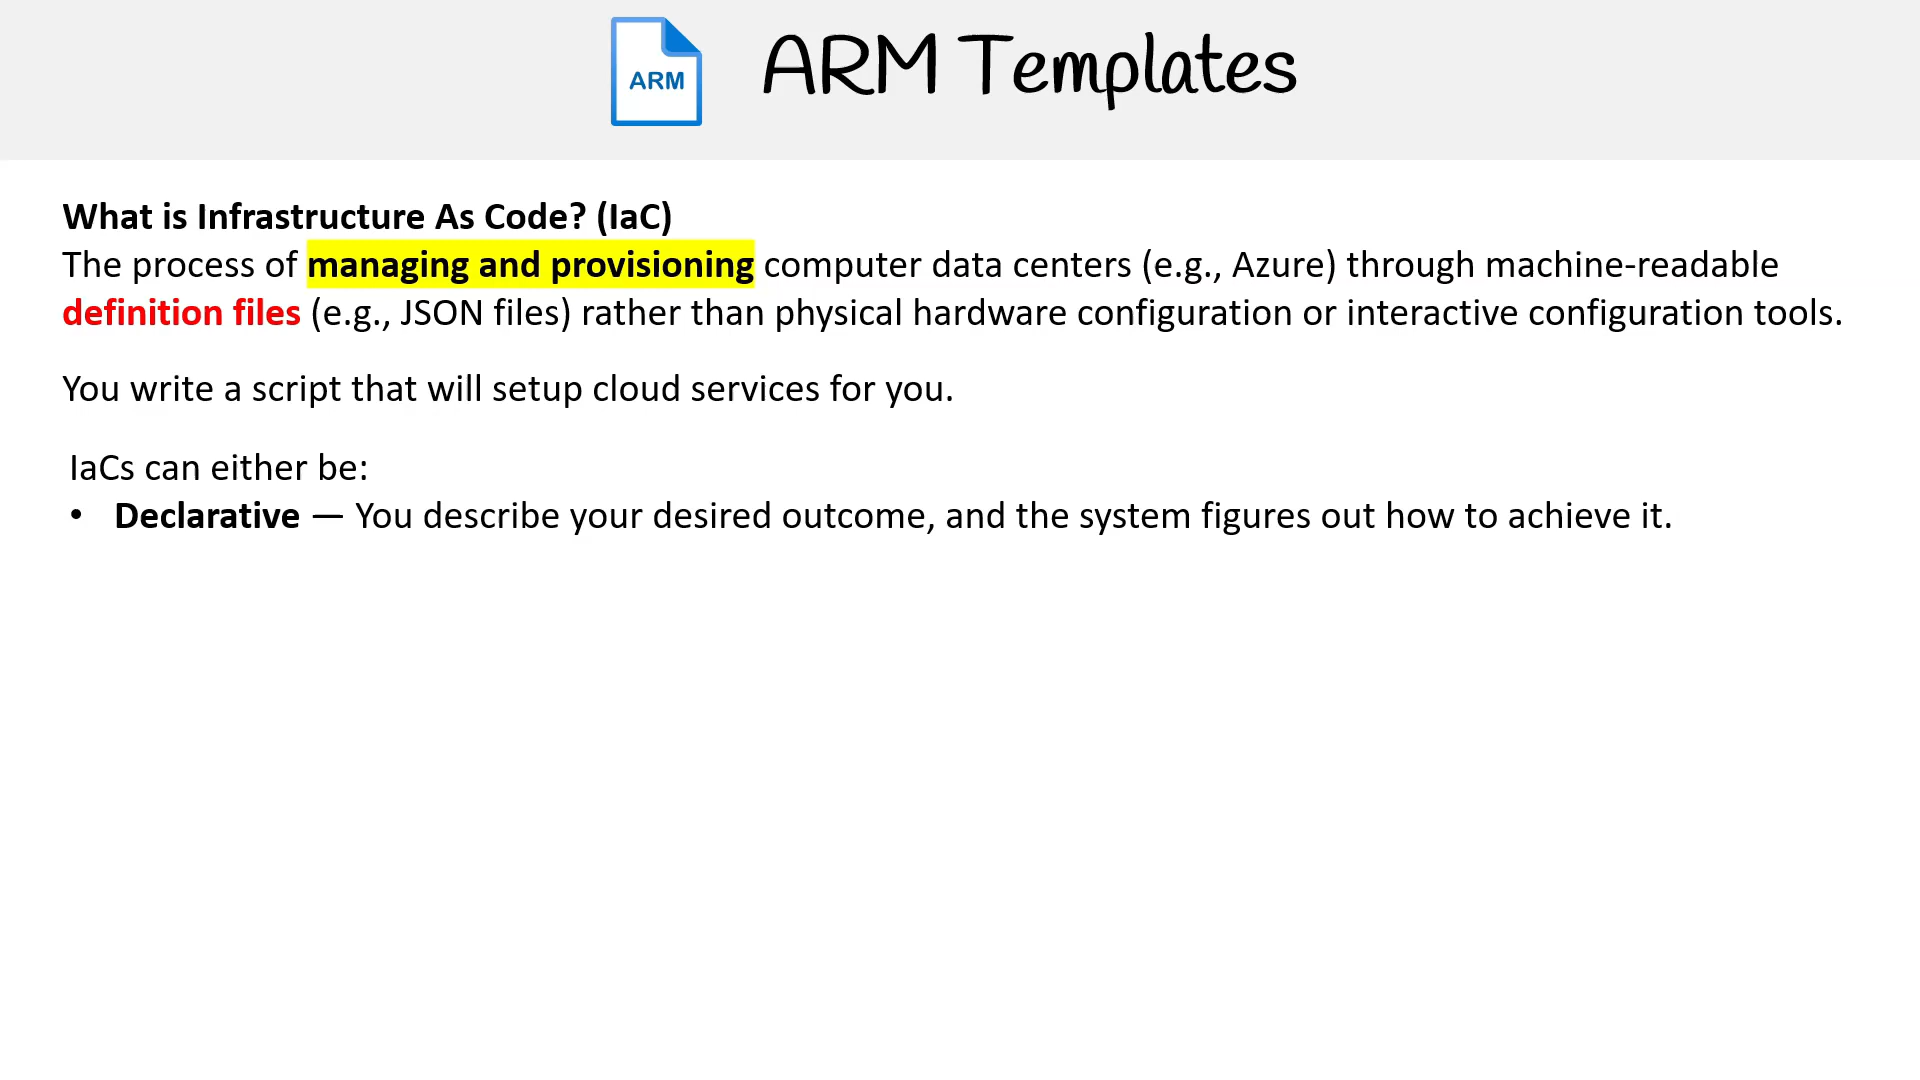 ARM
ARM Templates
What is Infrastructure As Code? (IaC)
The process of managing and provisioning computer data centers (e.g., Azure) through machine-readable
definition files (e.g., JSON files) rather than physical hardware configuration or interactive configuration tools.
You write a script that will setup cloud services for you.
IaCs can either be:
• Declarative — You describe your desired outcome, and the system figures out how to achieve it.